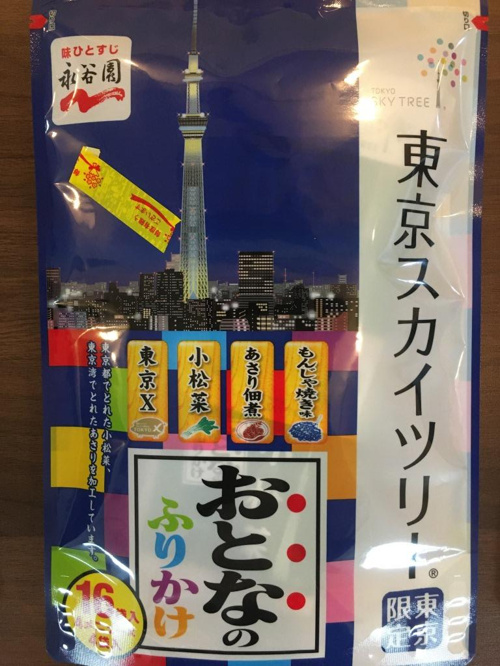 味ひとすじ
永谷園
TOKYO
SKY TREE
東京スカイツリー®
東京
限定
もんじゃ焼き味
あさり佃煮
小松菜
東京X
東京都でとれた小松菜、
東京湾でとれたあさりを加工しています。
おとなの
ふりかけ
16